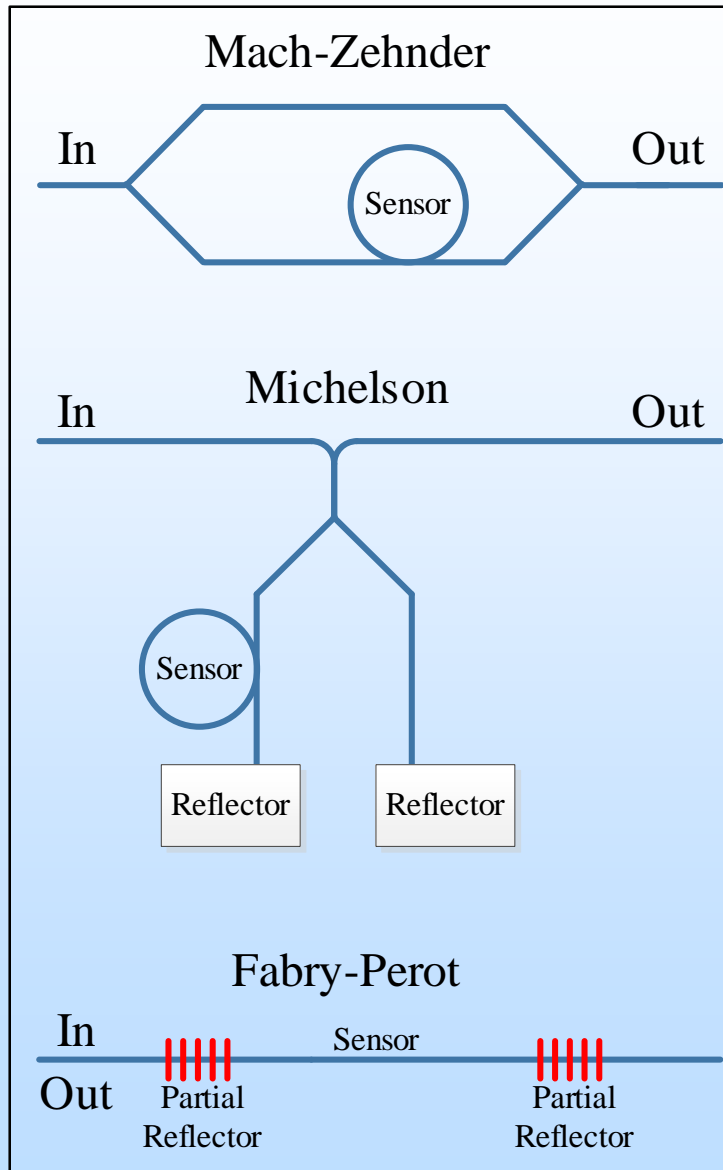 Mach-Zehnder
In
Out
Sensor
Michelson
In
Out
Sensor
Reflector
Reflector
Fabry-Perot
In
Sensor
Out
Partial
Reflector
Partial
Reflector